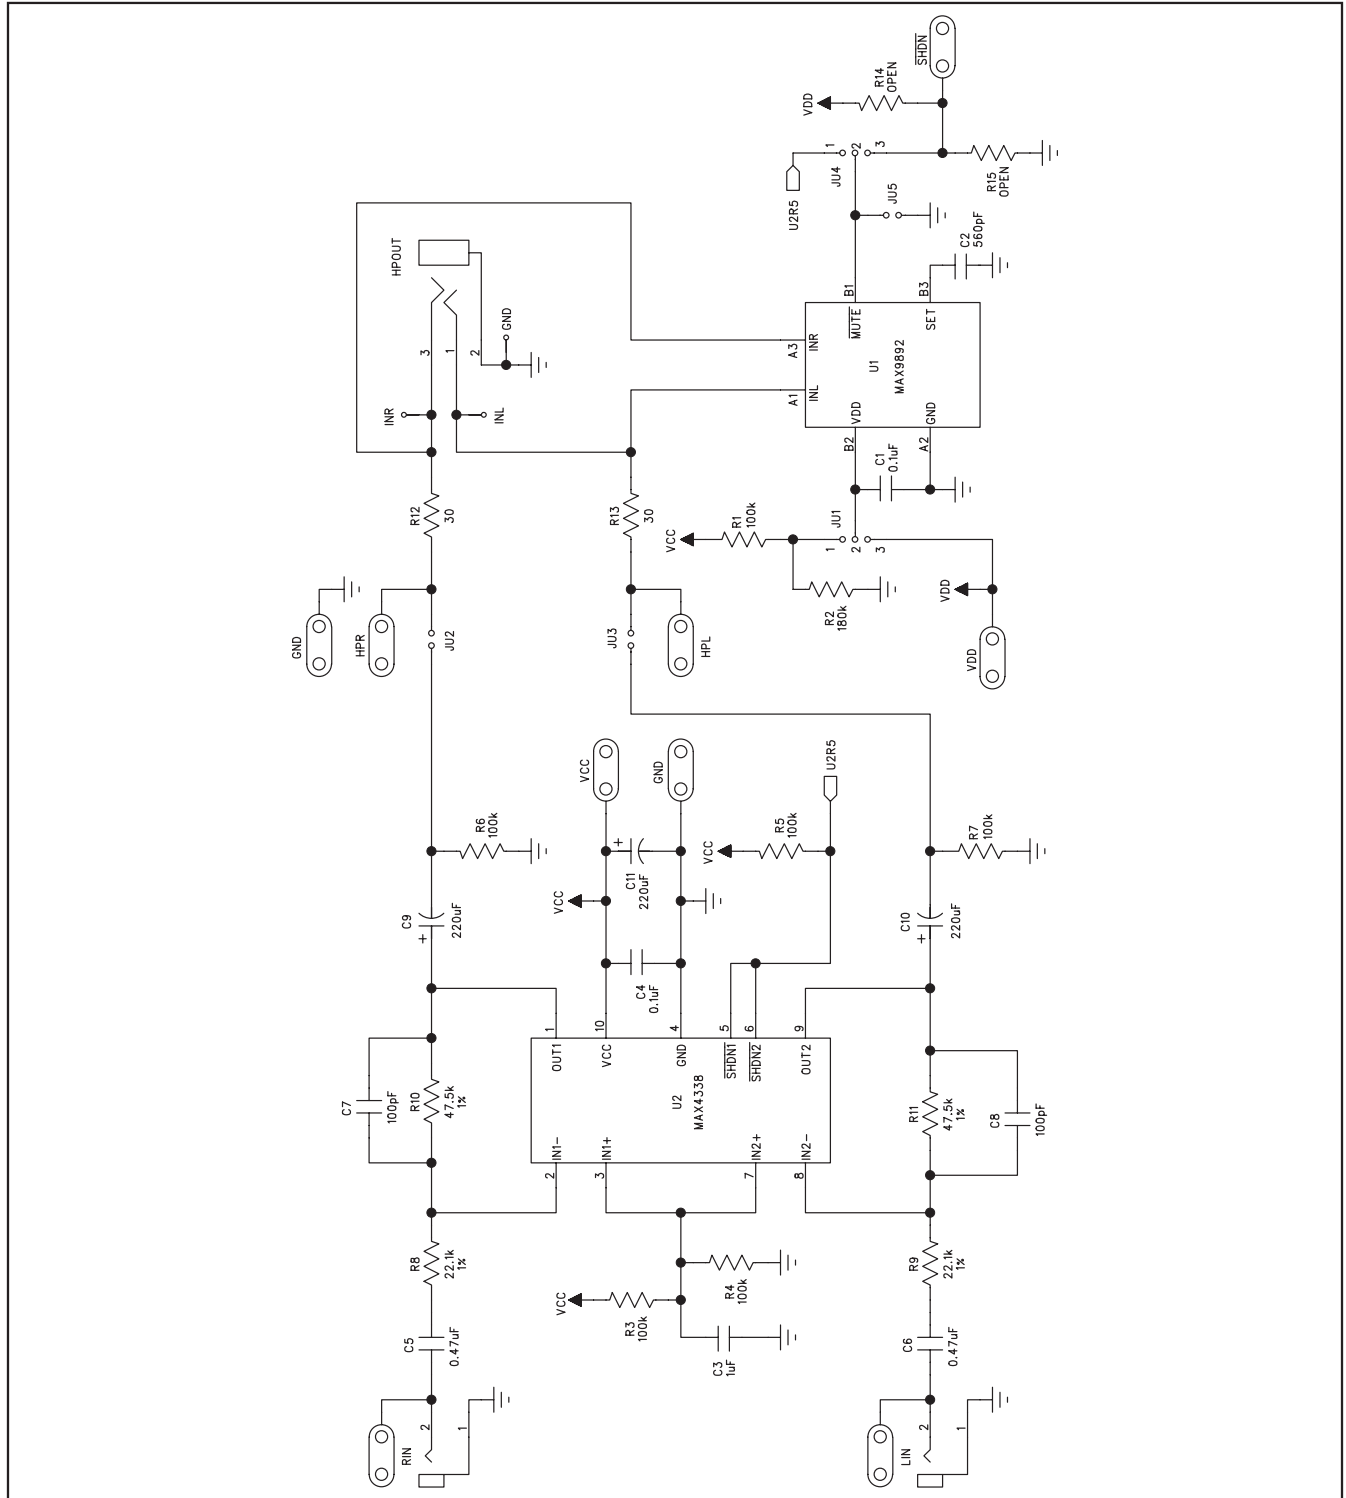 SHDN
R14
OPEN
VDD
1
2
3
JU4
U2R5
R15
OPEN
JU5
C2
560pF
B1
B3
MUTE
SET
U1
MAX9892
INR
INL
A3
A1
VDD
GND
B2
A2
C1
0.1uF
HPOUT
3
1
2
GND
INR
INL
R12
30
R13
30
VCC
R1
100k
JU1
1
2
3
R2
180k
VDD
VDD
GND
HPR
JU2
JU3
HPL
VCC
GND
U2R5
R6
100k
VCC
C11
220uF
+
VCC
R5
100k
R7
100k
C9
220uF
+
C4
0.1uF
C10
220uF
+
1
10
4
5
6
9
OUT1
VCC
GND
SHDN1
SHDN2
OUT2
U2
MAX4338
IN1-
IN1+
IN2+
IN2-
2
3
7
8
C7
100pF
R10
47.5k
1%
R11
47.5k
1%
C8
100pF
R8
22.1k
1%
VCC
R3
100k
R4
100k
C3
1uF
R9
22.1k
1%
C5
0.47uF
C6
0.47uF
RIN
2
1
LIN
2
1